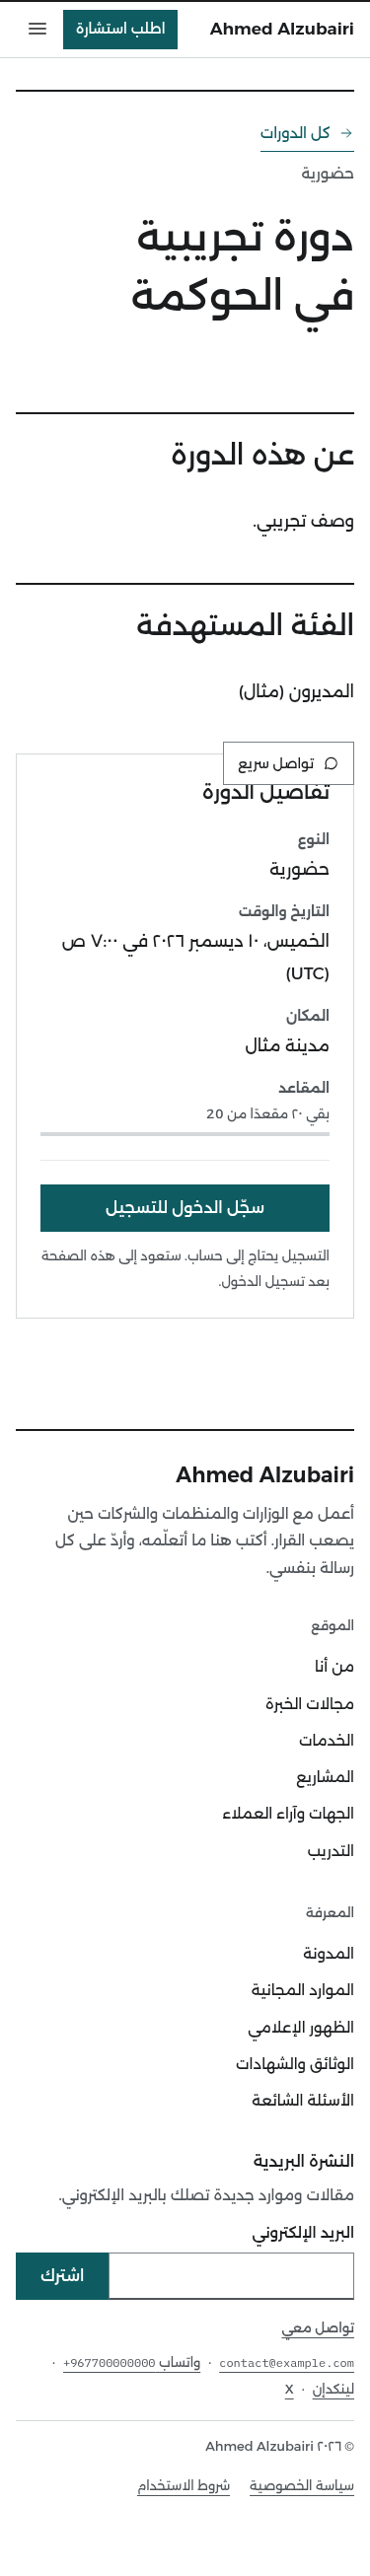 Ahmed Alzubairi
اطلب استشارة
كل الدورات
حضورية
دورة تجريبية
في الحوكمة
عن هذه الدورة
وصف تجريبي.
الفئة المستهدفة
المديرون (مثال)
تواصل سريع
تفاصيل الدورة
النوع
حضورية
التاريخ والوقت
الخميس، ١٠ ديسمبر ٢٠٢٦ في ٧:٠٠ ص
(UTC)
المكان
مدينة مثال
المقاعد
بقي ٢٠ مقعدًا من 20
سجّل الدخول للتسجيل
التسجيل يحتاج إلى حساب. ستعود إلى هذه الصفحة
بعد تسجيل الدخول.
Ahmed Alzubairi
أعمل مع الوزارات والمنظمات والشركات حين
يصعب القرار. أكتب هنا ما أتعلّمه، وأردّ على كل
رسالة بنفسي.
الموقع
من أنا
مجالات الخبرة
الخدمات
المشاريع
الجهات وآراء العملاء
التدريب
المعرفة
المدونة
الموارد المجانية
الظهور الإعلامي
الوثائق والشهادات
الأسئلة الشائعة
النشرة البريدية
مقالات وموارد جديدة تصلك بالبريد الإلكتروني.
البريد الإلكتروني
اشترك
تواصل معي
contact@example.com · واتساب +967700000000 ·
لينكدإن · X
© ٢٠٢٦ Ahmed Alzubairi
سياسة الخصوصية شروط الاستخدام